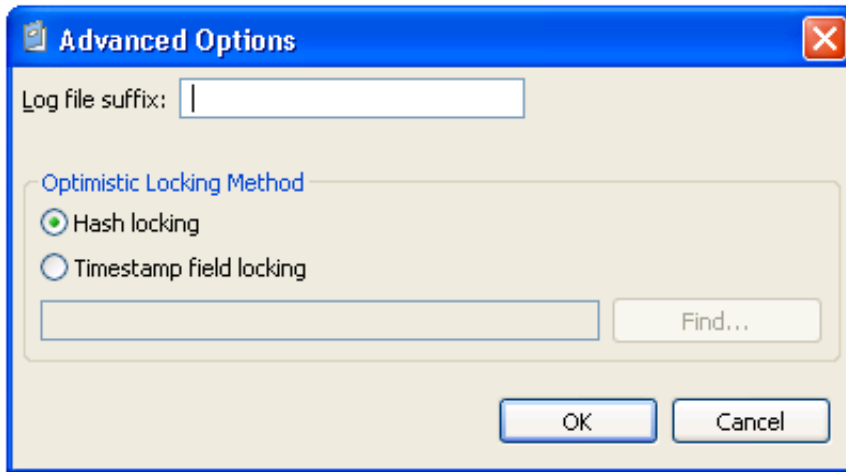 Advanced Options
Log file suffix:
Optimistic Locking Method
Hash locking
Timestamp field locking
Find...
OK Cancel